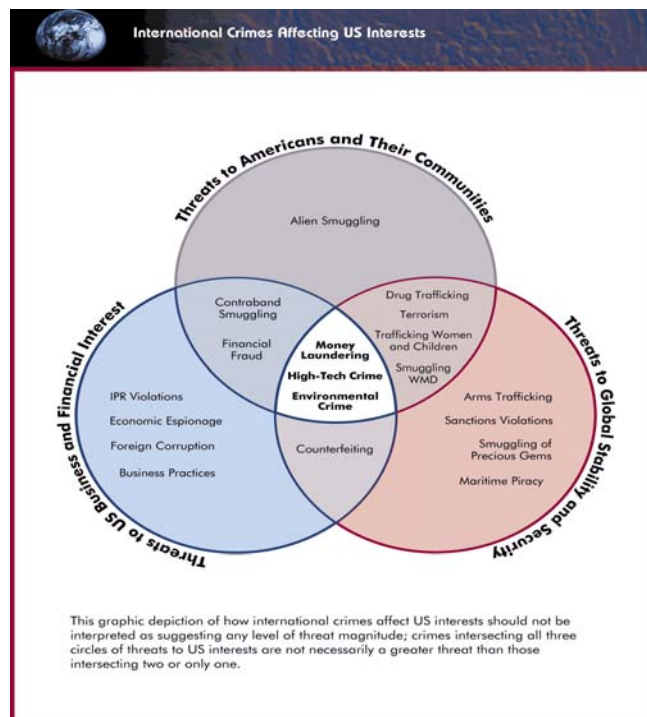 International Crimes Affecting US Interests
Threats to Americans and Their Communities
Alien Smuggling
Contraband
Smuggling
Financial
Fraud
Drug Trafficking
Terrorism
Trafficking Women
and Children
Smuggling
WMD
Money
Laundering
High-Tech Crime
Environmental
Crime
Threats to US Business and Financial Interest
IPR Violations
Economic Espionage
Foreign Corruption
Business Practices
Counterfeiting
Threats to Global Stability and Security
Arms Trafficking
Sanctions Violations
Smuggling of
Precious Gems
Maritime Piracy
This graphic depiction of how international crimes affect US interests should not be
interpreted as suggesting any level of threat magnitude; crimes intersecting all three
circles of threats to US interests are not necessarily a greater threat than those
intersecting two or only one.